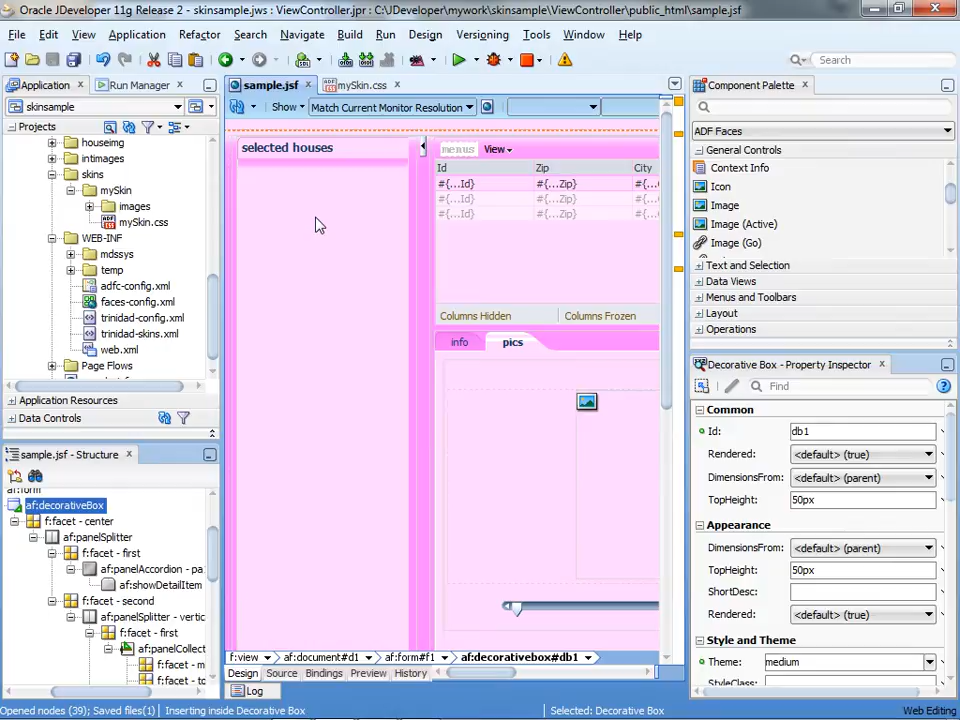 Oracle JDeveloper 11g Release 2 - skinsample.jws : ViewController.jpr : C:\JDeveloper\mywork\skinsample\ViewController\public_html\sample.jsf
File Edit View Application Refactor Search Navigate Build Run Design Versioning Tools Window Help
Search
Application
Run Manager
skinsample
Projects
houseimg
intimages
skins
mySkin
images
mySkin.css
WEB-INF
mdssys
temp
adfc-config.xml
faces-config.xml
trinidad-config.xml
trinidad-skins.xml
web.xml
Page Flows
Application Resources
Data Controls
sample.jsf - Structure
af:form
af:decorativeBox
f:facet - center
af:panelSplitter
f:facet - first
af:panelAccordion - pa
af:showDetailItem
f:facet - second
af:panelSplitter - vertic
f:facet - first
af:panelCollect
f:facet - m
f:facet - s
sample.jsf
mySkin.css
Show
Match Current Monitor Resolution
selected houses
menus View
Id Zip City
#{...Id} #{...Zip} #{...
#{...Id} #{...Zip} #{...
#{...Id} #{...Zip} #{...
Columns Hidden Columns Frozen
info pics
f:view af:document#d1 af:form#f1 af:decorativebox#db1
Design Source Bindings Preview History
Log
Component Palette
ADF Faces
General Controls
Context Info
Icon
Image
Image (Active)
Image (Go)
Text and Selection
Data Views
Menus and Toolbars
Layout
Operations
Decorative Box - Property Inspector
Find
Common
Id: db1
Rendered: <default> (true)
DimensionsFrom: <default> (parent)
TopHeight: 50px
Appearance
DimensionsFrom: <default> (parent)
TopHeight: 50px
ShortDesc:
Rendered: <default> (true)
Style and Theme
Theme: medium
StyleClass:
Opened nodes (39); Saved files(1) Inserting inside Decorative Box Selected: Decorative Box Web Editing